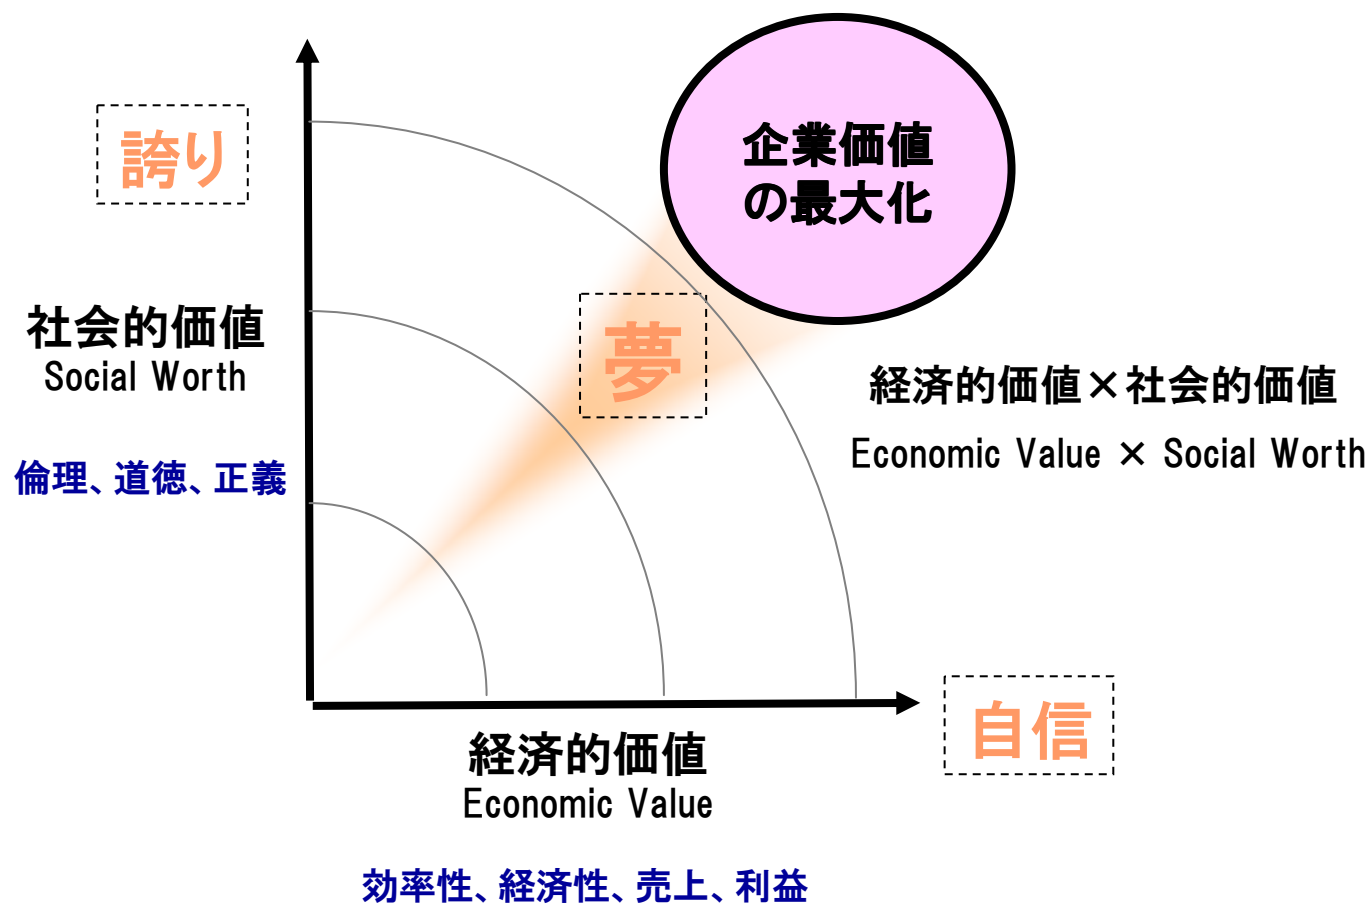 企業価値
の最大化
誇り
夢
社会的価値
Social Worth
経済的価値×社会的価値
Economic Value × Social Worth
倫理、道徳、正義
自信
経済的価値
Economic Value
効率性、経済性、売上、利益